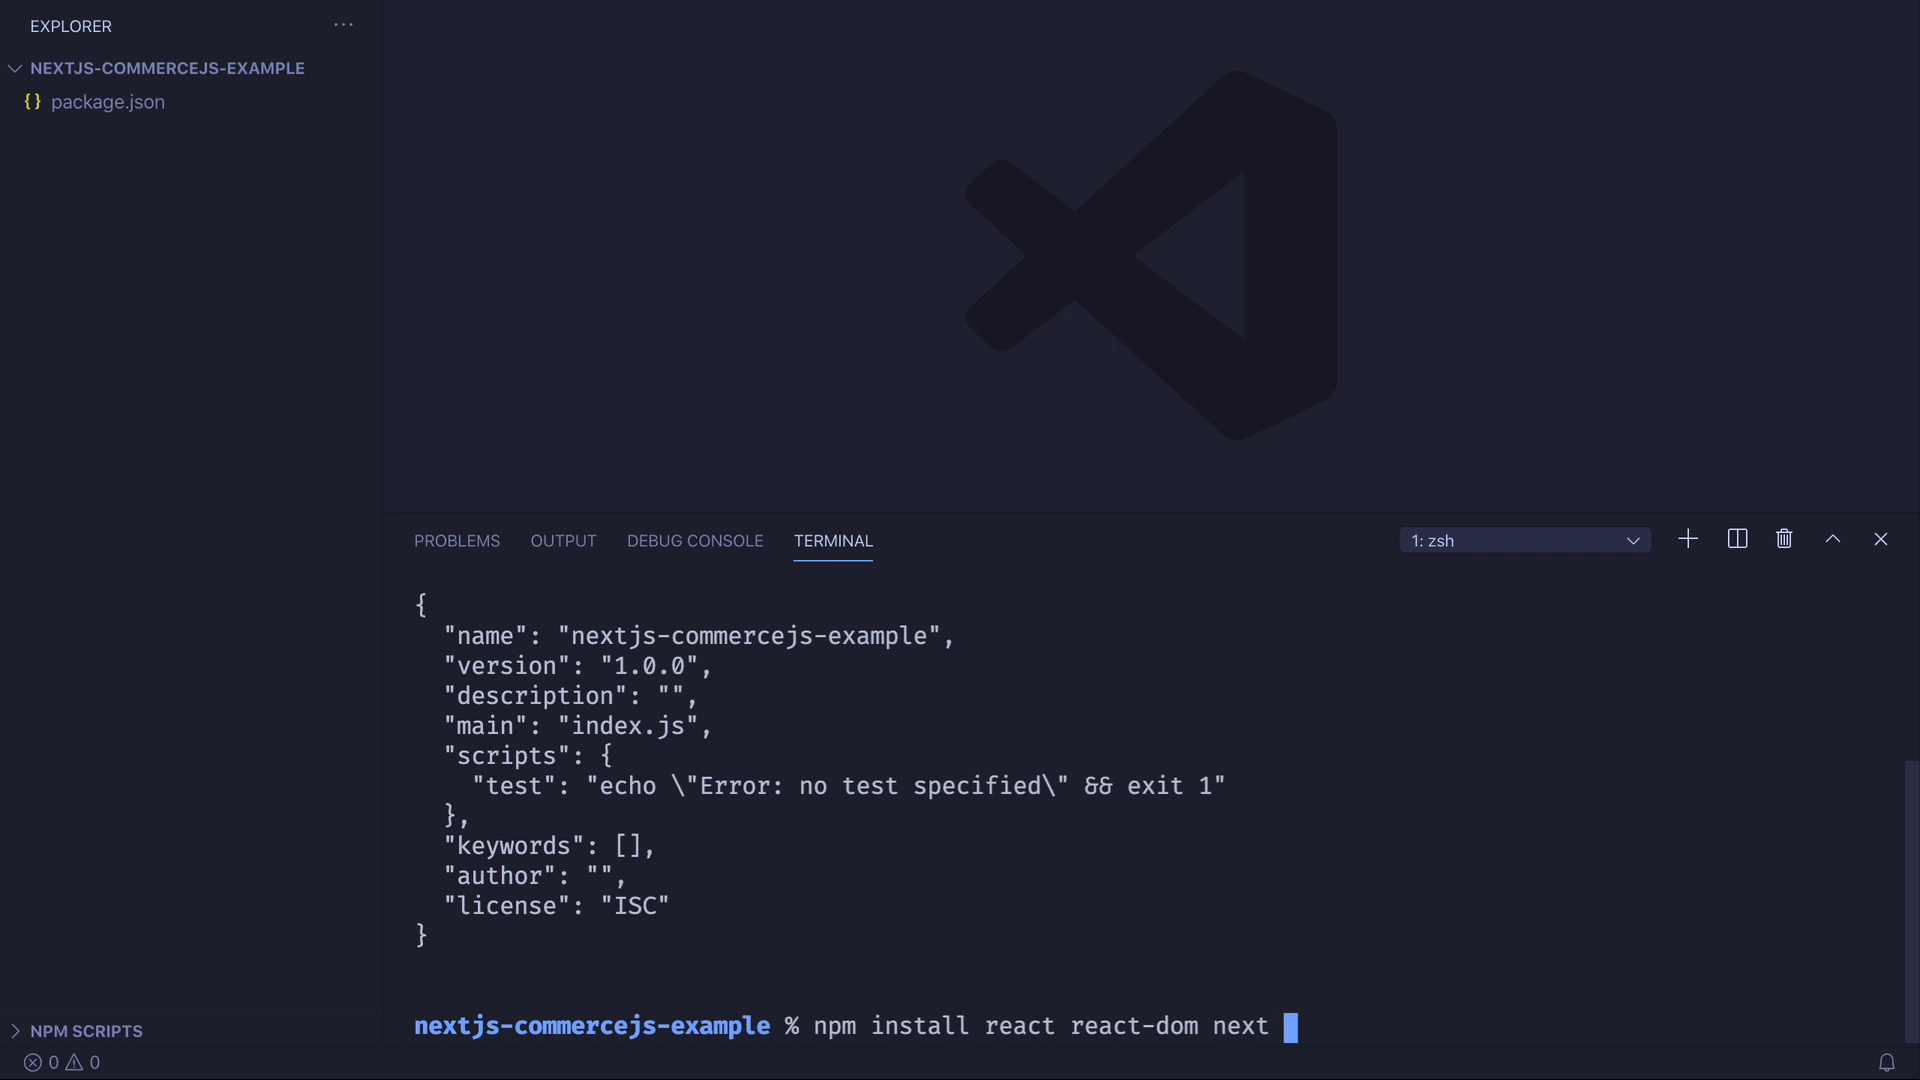 EXPLORER
NEXTJS-COMMERCEJS-EXAMPLE
{} package.json
PROBLEMS OUTPUT DEBUG CONSOLE TERMINAL 1: zsh
{
  "name": "nextjs-commercejs-example",
  "version": "1.0.0",
  "description": "",
  "main": "index.js",
  "scripts": {
    "test": "echo \"Error: no test specified\" && exit 1"
  },
  "keywords": [],
  "author": "",
  "license": "ISC"
}
nextjs-commercejs-example % npm install react react-dom next
NPM SCRIPTS
0 0